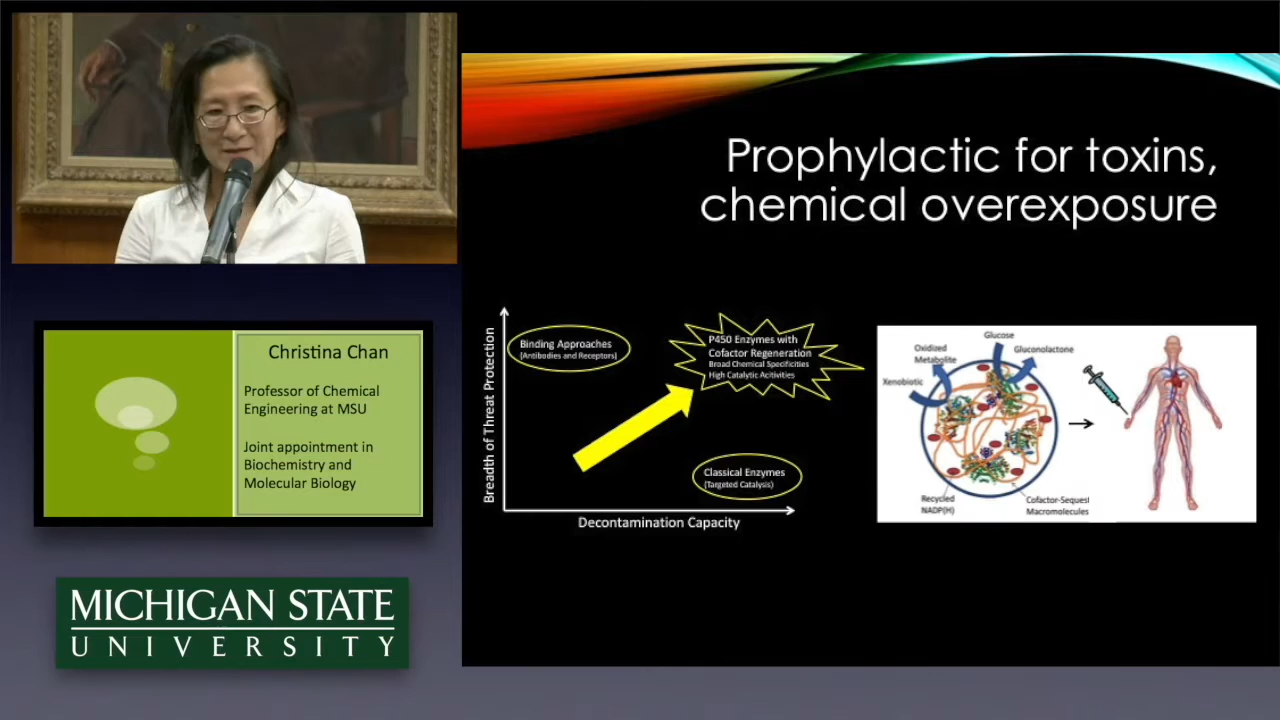 Christina Chan
Professor of Chemical
Engineering at MSU
Joint appointment in
Biochemistry and
Molecular Biology
MICHIGAN STATE
UNIVERSITY
Prophylactic for toxins,
chemical overexposure
Breadth of Threat Protection
Binding Approaches
(Antibodies and Receptors)
P450 Enzymes with
Cofactor Regeneration
Broad Chemical Specificities
High Catalytic Acitivities
Classical Enzymes
(Targeted Catalysis)
Decontamination Capacity
Glucose
Oxidized
Metabolite
Gluconolactone
Xenobiotic
Recycled
NADP(H)
Cofactor-Sequest
Macromolecules